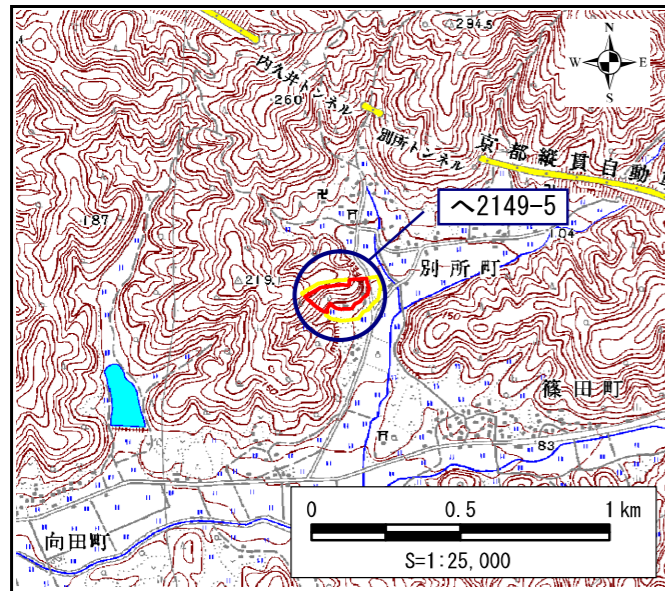 294.5
N
W E
S
内久井トンネル
260
別所トンネル
京都縦貫自動
187
へ2149-5
04
別所町
219.
150
篠田町
83
向田町
0 0.5 1 km
S=1:25,000